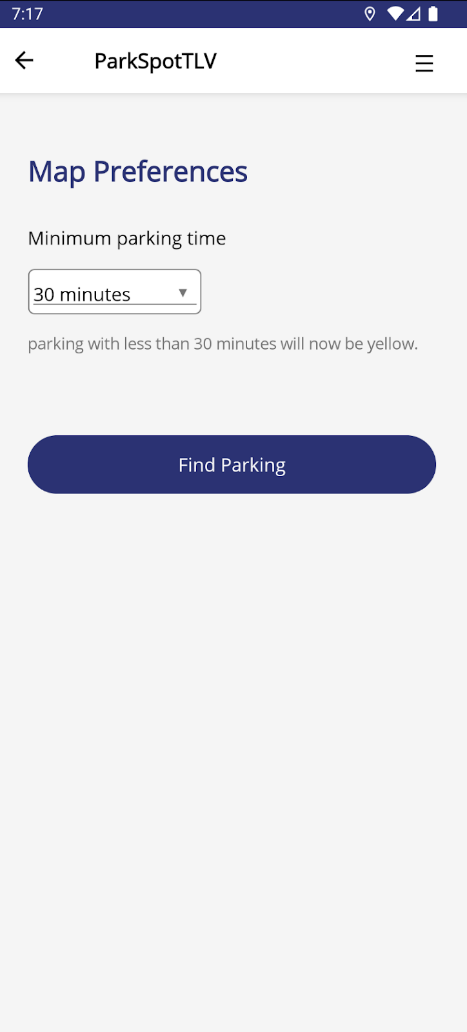 7:17
ParkSpotTLV
Map Preferences
Minimum parking time
30 minutes
parking with less than 30 minutes will now be yellow.
Find Parking